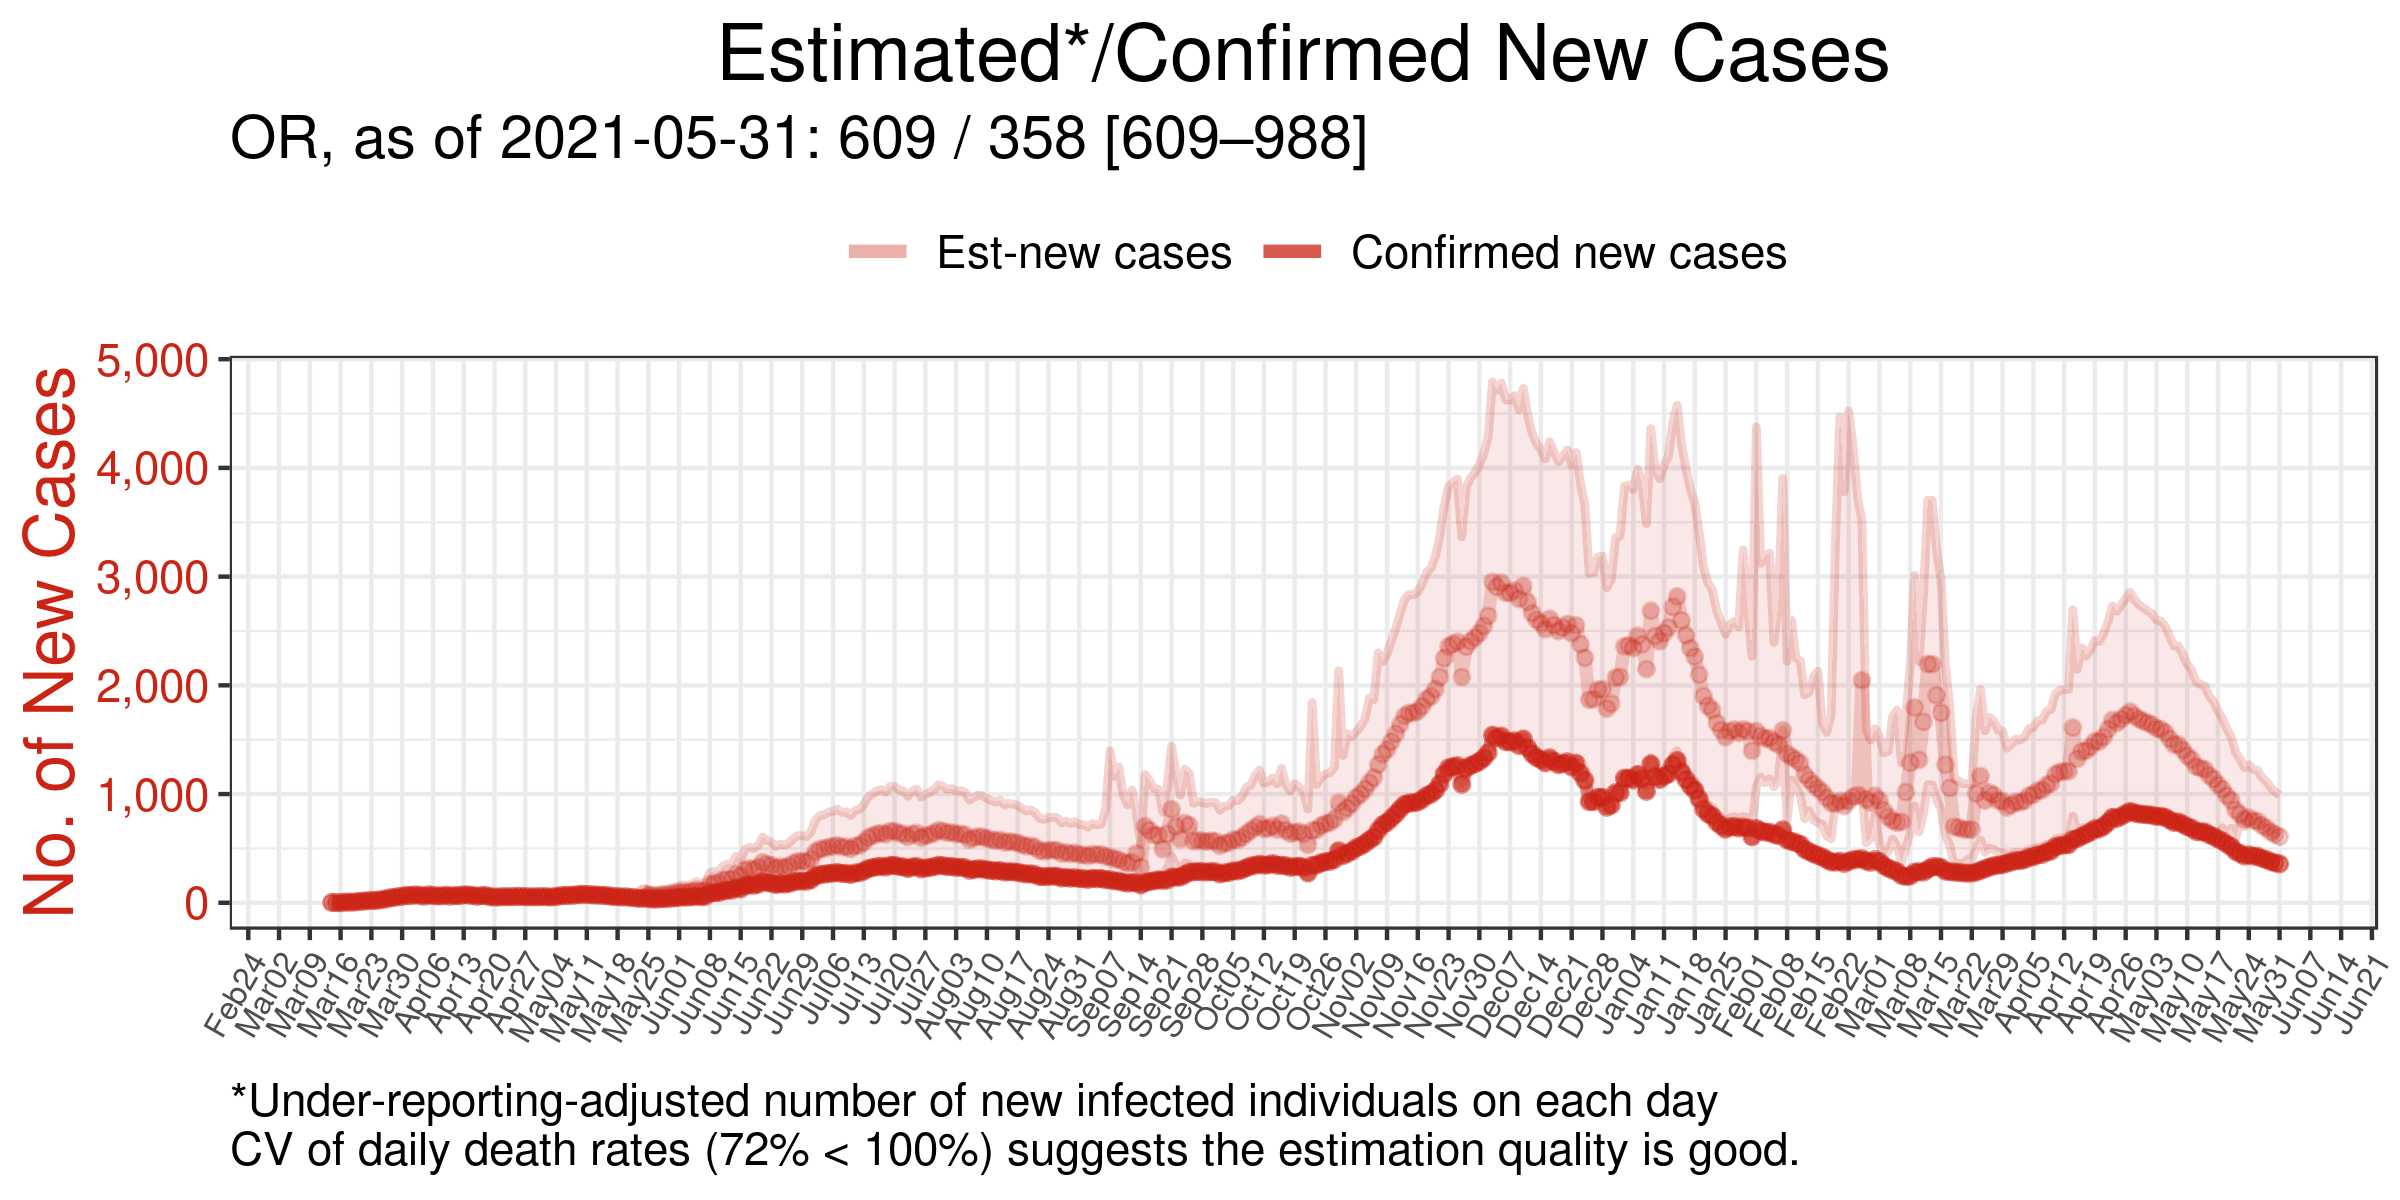 Estimated*/Confirmed New Cases
OR, as of 2021-05-31: 609 / 358 [609–988]
Est-new cases Confirmed new cases
No. of New Cases
5,000
4,000
3,000
2,000
1,000
0
Feb24 Mar02 Mar09 Mar16 Mar23 Mar30 Apr06 Apr13 Apr20 Apr27 May04 May11 May18 May25 Jun01 Jun08 Jun15 Jun22 Jun29 Jul06 Jul13 Jul20 Jul27 Aug03 Aug10 Aug17 Aug24 Aug31 Sep07 Sep14 Sep21 Sep28 Oct05 Oct12 Oct19 Oct26 Nov02 Nov09 Nov16 Nov23 Nov30 Dec07 Dec14 Dec21 Dec28 Jan04 Jan11 Jan18 Jan25 Feb01 Feb08 Feb15 Feb22 Mar01 Mar08 Mar15 Mar22 Mar29 Apr05 Apr12 Apr19 Apr26 May03 May10 May17 May24 May31 Jun07 Jun14 Jun21
*Under-reporting-adjusted number of new infected individuals on each day
CV of daily death rates (72% < 100%) suggests the estimation quality is good.